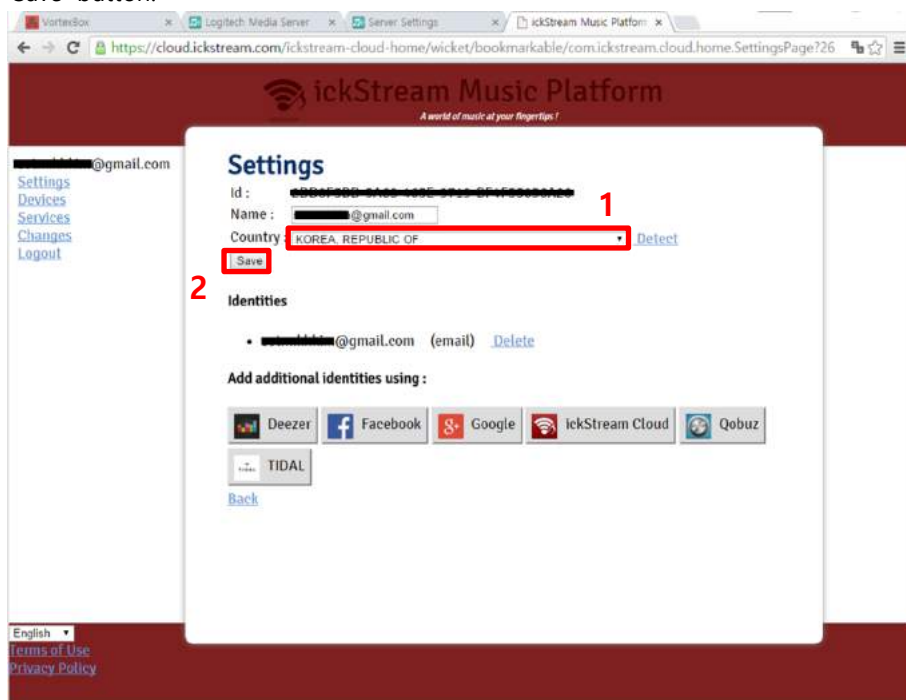 "Save" button.
VortexBox
Logitech Media Server
Server Settings
ickStream Music Platform
https://cloud.ickstream.com/ickstream-cloud-home/wicket/bookmarkable/com.ickstream.cloud.home.SettingsPage?26
ickStream Music Platform
A world of music at your fingertips !
@gmail.com
Settings
Devices
Services
Changes
Logout
Settings
Id :
1
Name : @gmail.com
Country : KOREA, REPUBLIC OF Detect
Save
2
Identities
• @gmail.com (email) Delete
Add additional identities using :
Deezer Facebook Google ickStream Cloud Qobuz
TIDAL
Back
English
Terms of Use
Privacy Policy